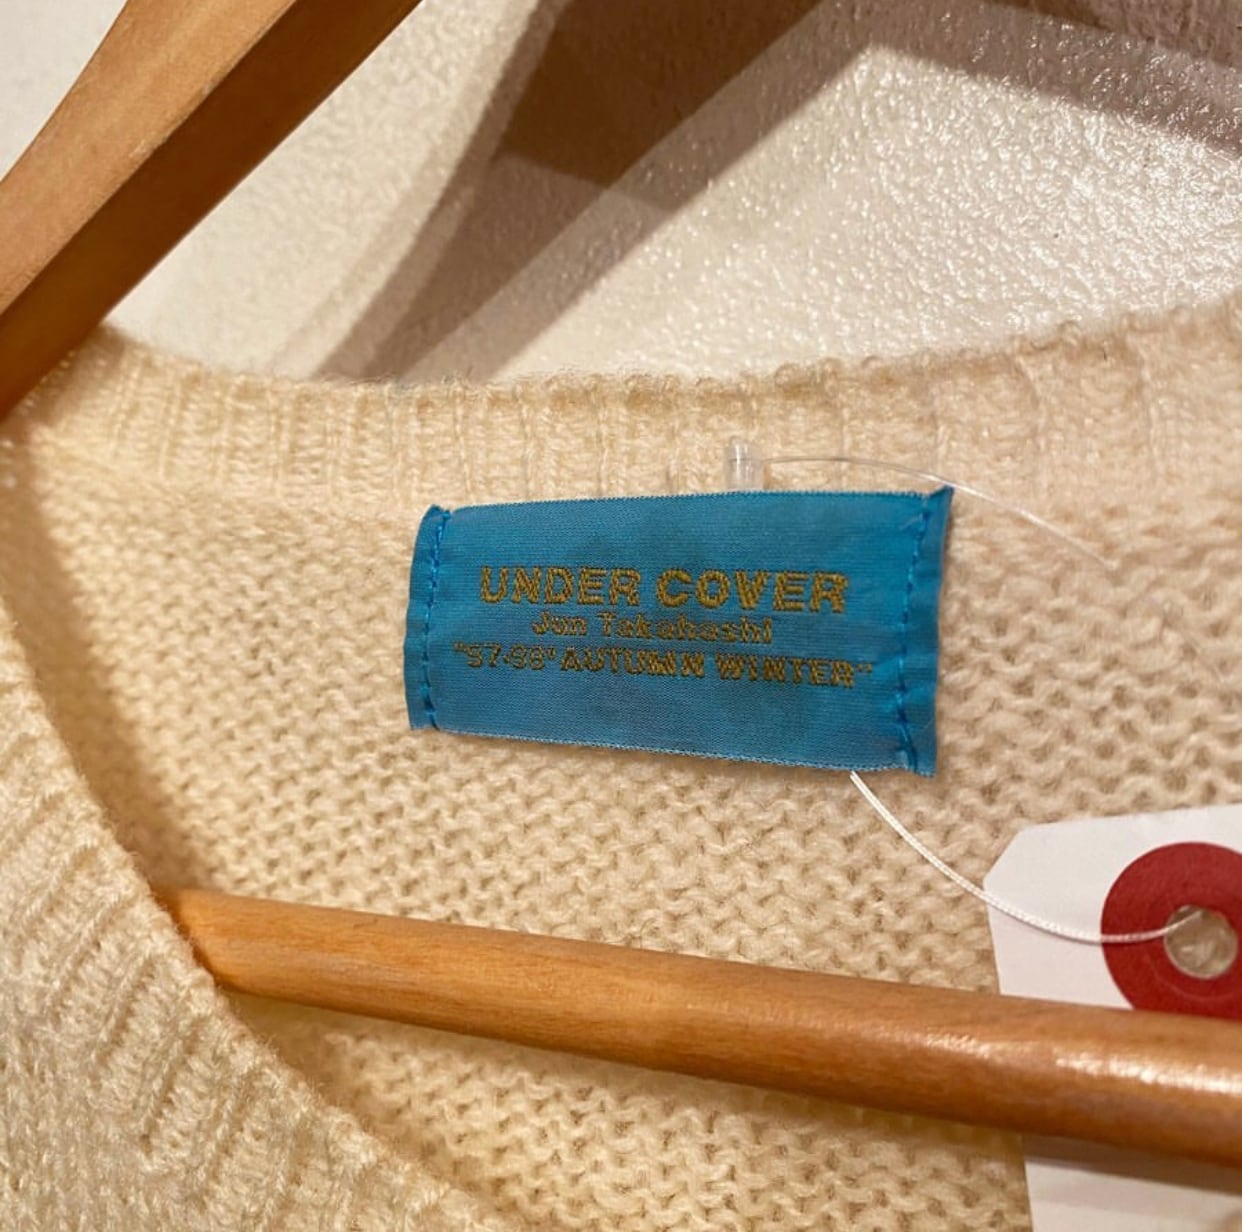 UNDER COVER
Jun Takahashi
"97-98' AUTUMN WINTER"